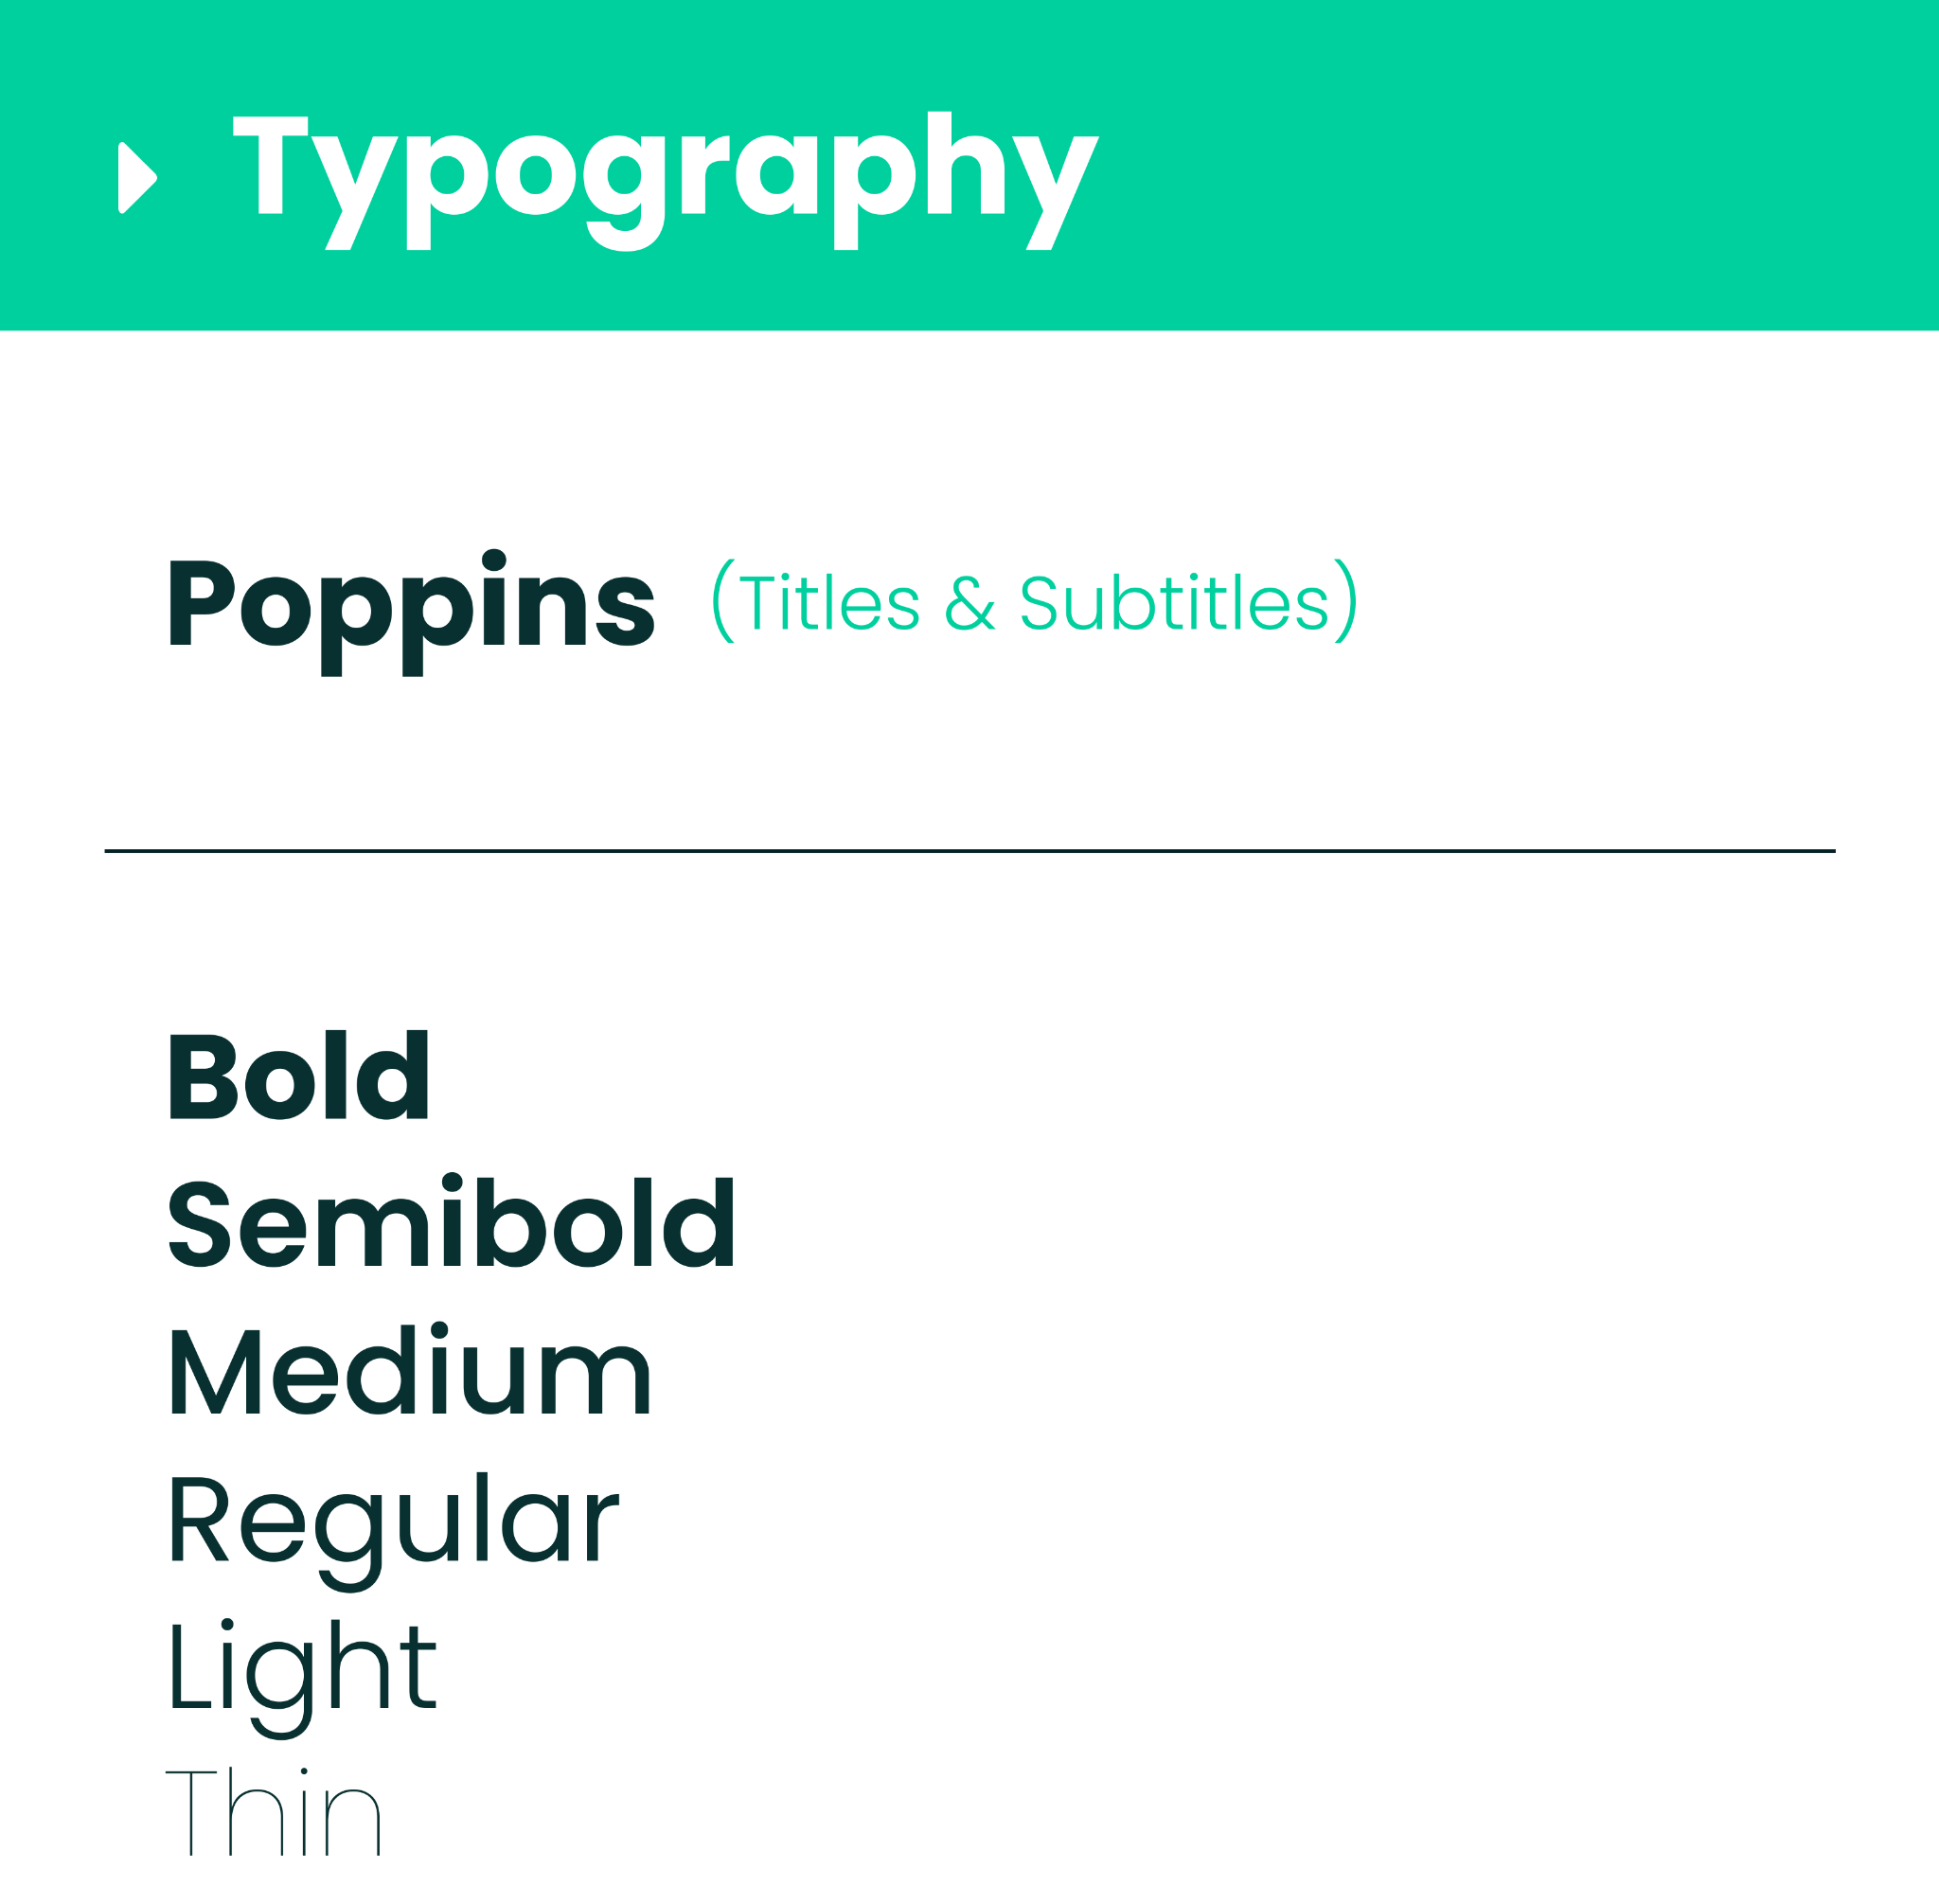 Typography
Poppins (Titles & Subtitles)
Bold
Semibold
Medium
Regular
Light
Thin